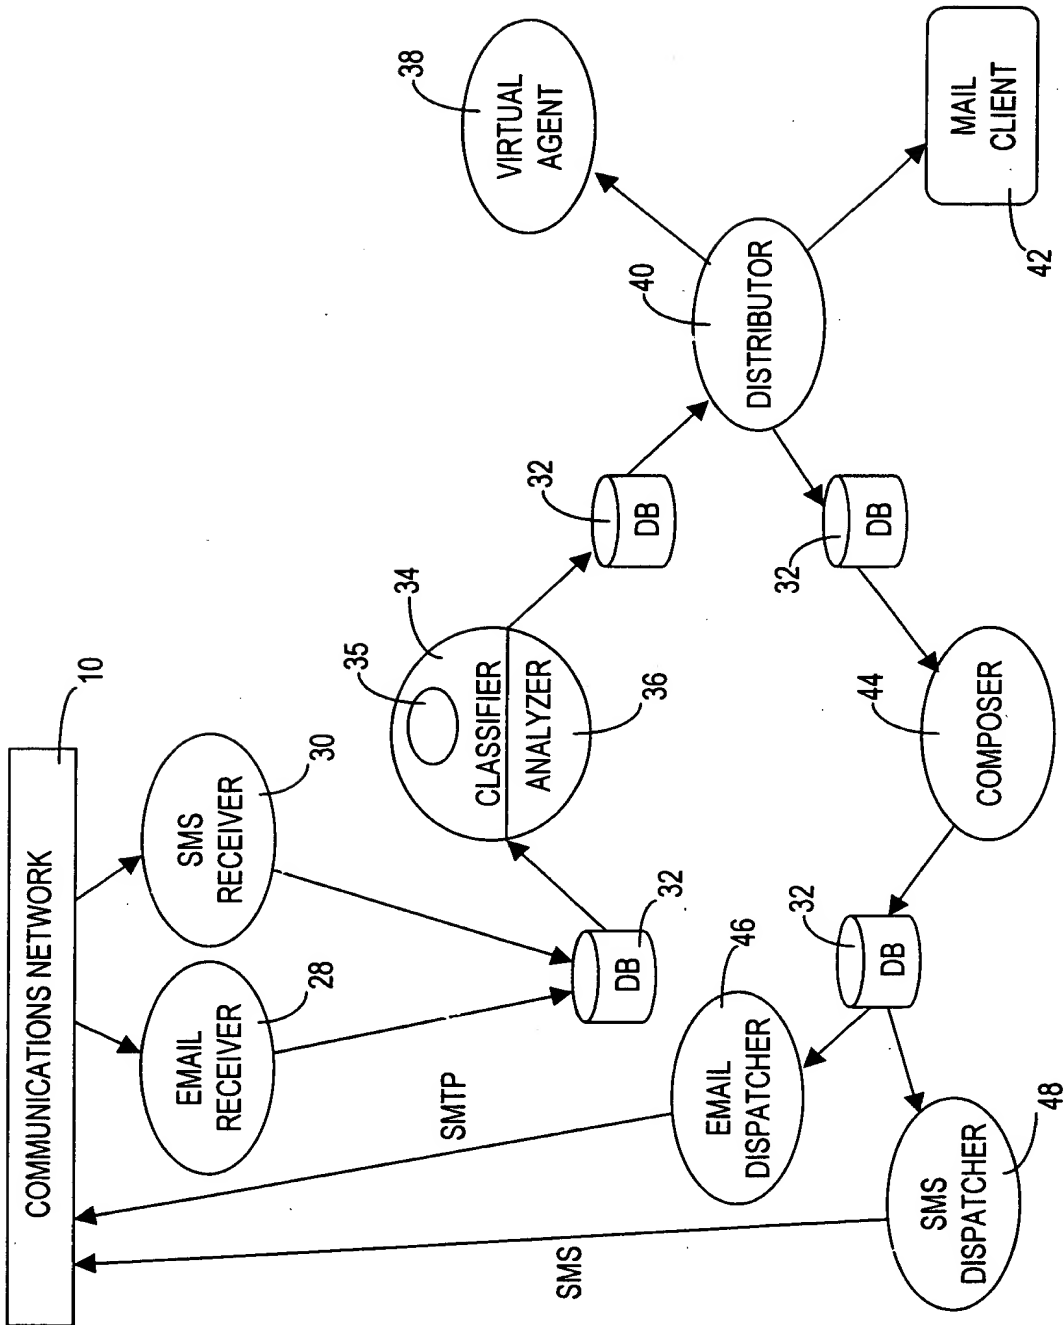 COMMUNICATIONS NETWORK
10
EMAIL
RECEIVER
28
SMS
RECEIVER
30
SMTP
SMS
DB
32
35
34
CLASSIFIER
ANALYZER
36
DB
32
VIRTUAL
AGENT
38
40
DISTRIBUTOR
MAIL
CLIENT
42
DB
32
44
COMPOSER
DB
32
EMAIL
DISPATCHER
46
SMS
DISPATCHER
48